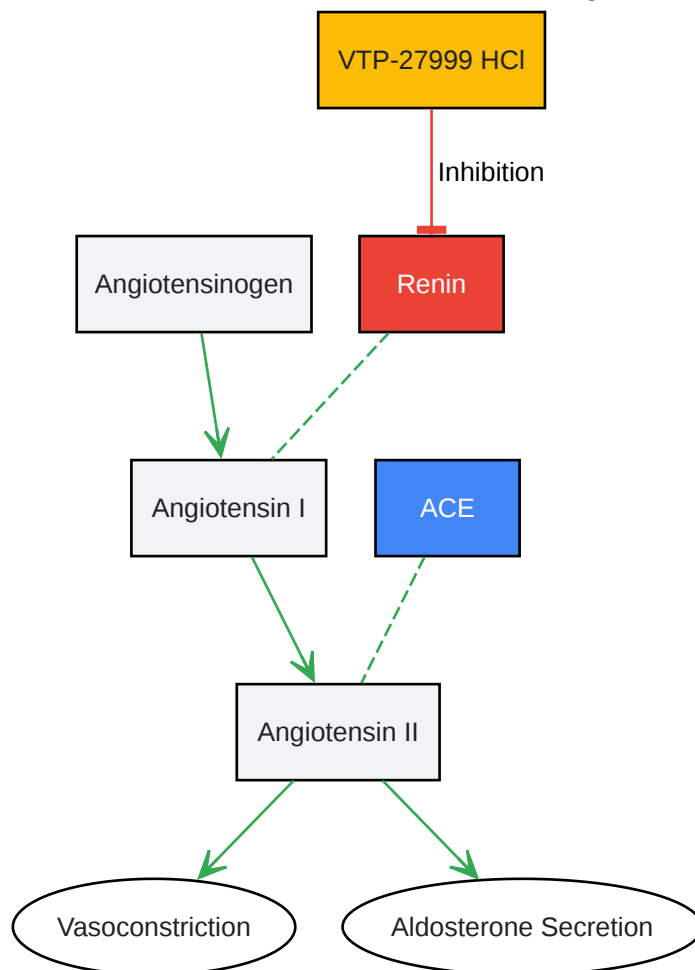 VTP-27999 HCl
Inhibition
Angiotensinogen
Renin
Angiotensin I
ACE
Angiotensin II
Vasoconstriction
Aldosterone Secretion